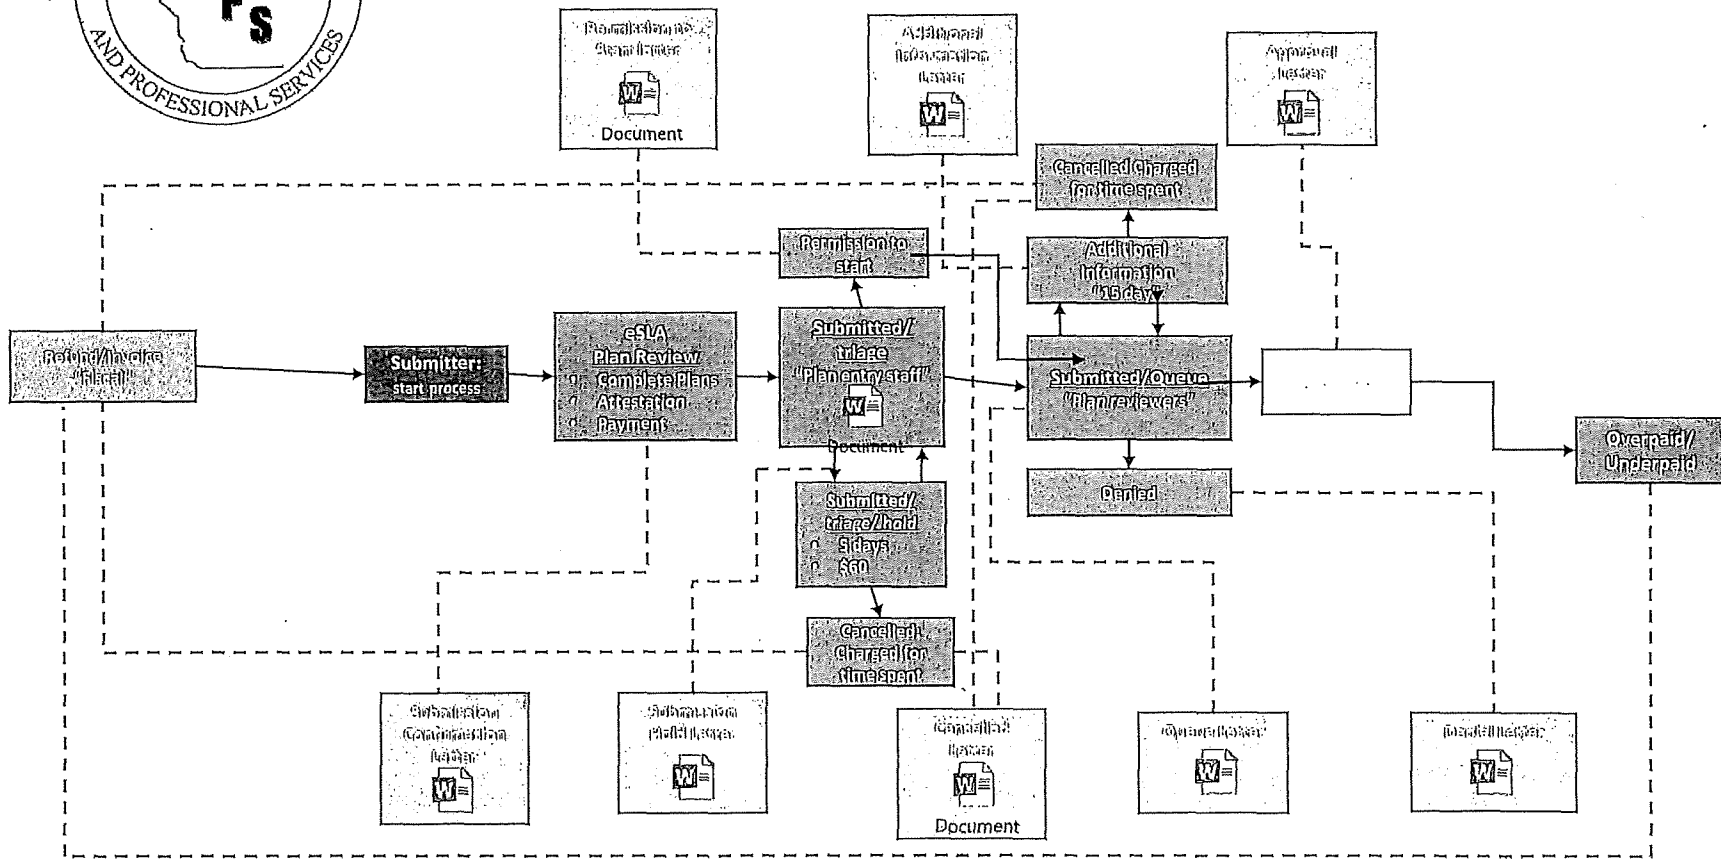 PS
AND PROFESSIONAL SERVICES
Permission to
Start letter
Document
Additional
Information
Letter
Approval
Letter
Cancelled Charged
for time spent
Permission to
start
Additional
Information
"15 day"
Refund/Invoice
"Fiscal"
Submitter:
start process
eSLA
Plan Review
• Complete Plans
• Attestation
• Payment
Submitted/
triage
"Plan entry staff"
Document
Submitted/Queue
"Plan reviewers"
Overpaid/
Underpaid
Denied
Submitted/
triage/hold
• 5 days
• $60
Cancelled:
Charged for
time spent
Submission
Confirmation
Letter
Submission
Hold Letter
Cancelled
letter
Document
Queue Letter
Denial Letter